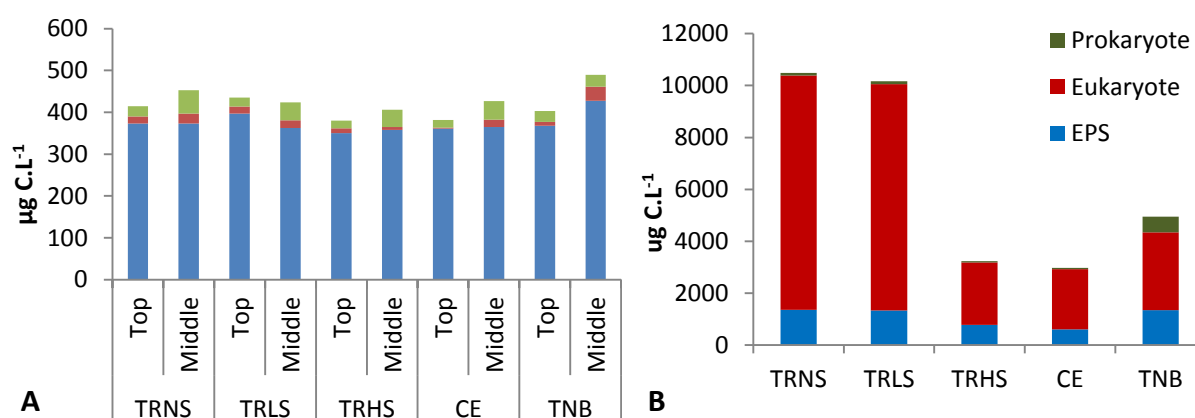 600
500
400
300
200
100
0
µg C.L⁻¹
Top
Middle
Top
Middle
Top
Middle
Top
Middle
Top
Middle
TRNS
TRLS
TRHS
CE
TNB
A
12000
10000
8000
6000
4000
2000
0
ug C.L⁻¹
Prokaryote
Eukaryote
EPS
TRNS
TRLS
TRHS
CE
TNB
B